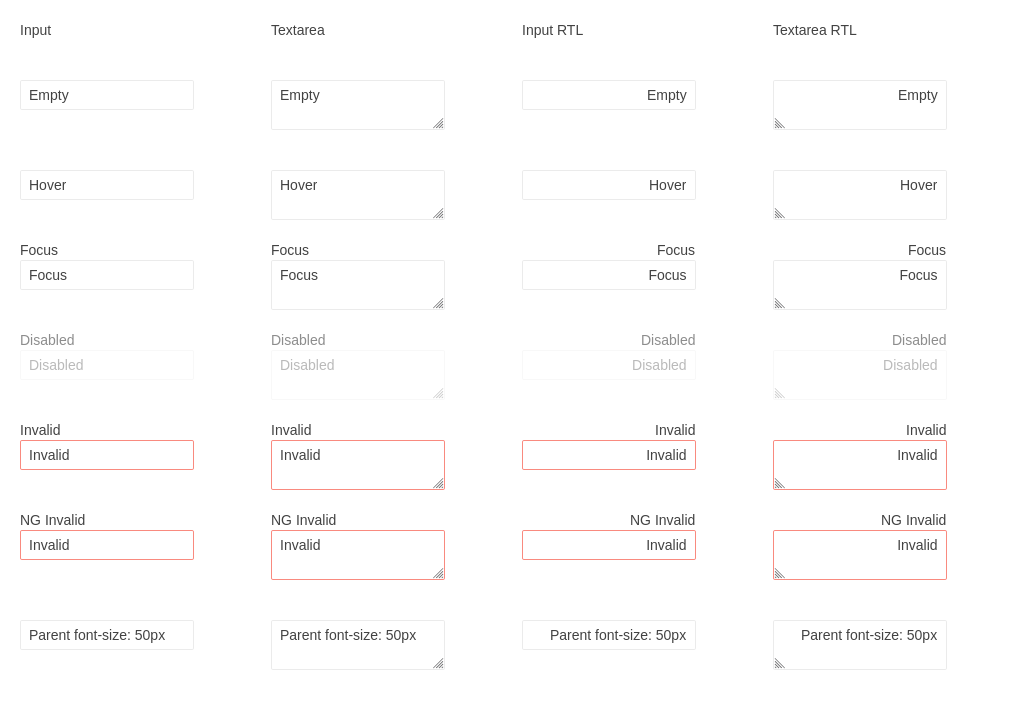 Input Textarea Input RTL Textarea RTL
Empty Empty Empty Empty
Hover Hover Hover Hover
Focus Focus Focus Focus
Focus Focus Focus Focus
Disabled Disabled Disabled Disabled
Disabled Disabled Disabled Disabled
Invalid Invalid Invalid Invalid
Invalid Invalid Invalid Invalid
NG Invalid NG Invalid NG Invalid NG Invalid
Invalid Invalid Invalid Invalid
Parent font-size: 50px Parent font-size: 50px Parent font-size: 50px Parent font-size: 50px